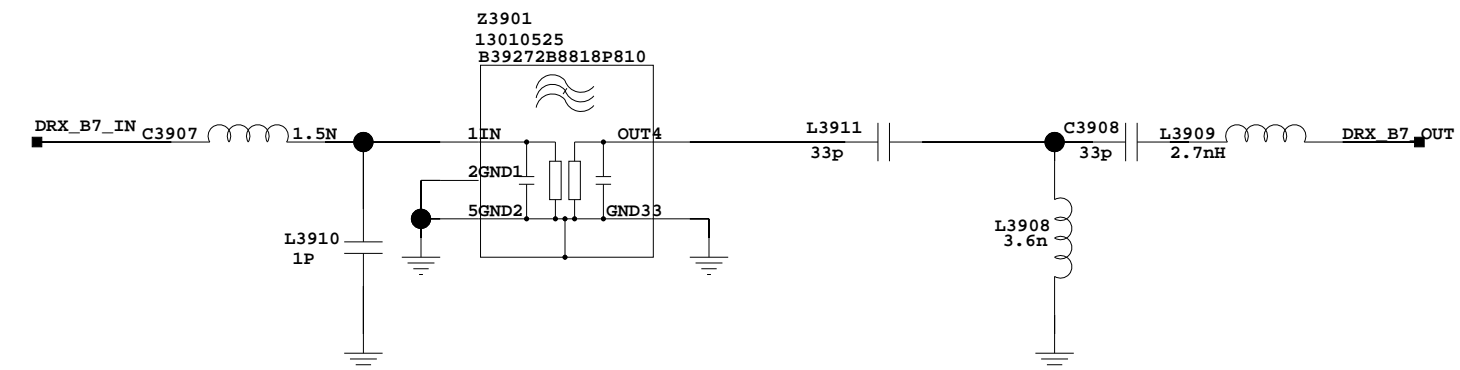 Z3901
13010525
B39272B8818P810
DRX_B7_IN
C3907
1.5N
1IN
OUT4
L3911
33p
C3908
33p
L3909
2.7nH
DRX_B7_OUT
2GND1
5GND2
GND33
L3910
1P
L3908
3.6n